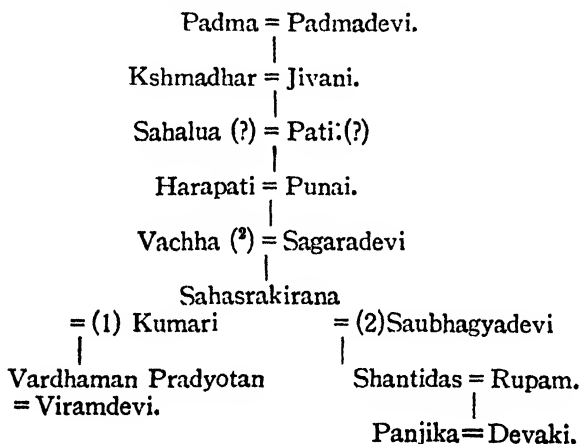 Padma = Padmadevi.
Kshmadhar = Jivani.
Sahalua (?) = Pati:(?)
Harapati = Punai.
Vachha (²) = Sagaradevi
Sahasrakirana
= (1) Kumari = (2)Saubhagyadevi
Vardhaman Pradyotan Shantidas = Rupam.
= Viramdevi.
Panjika = Devaki.